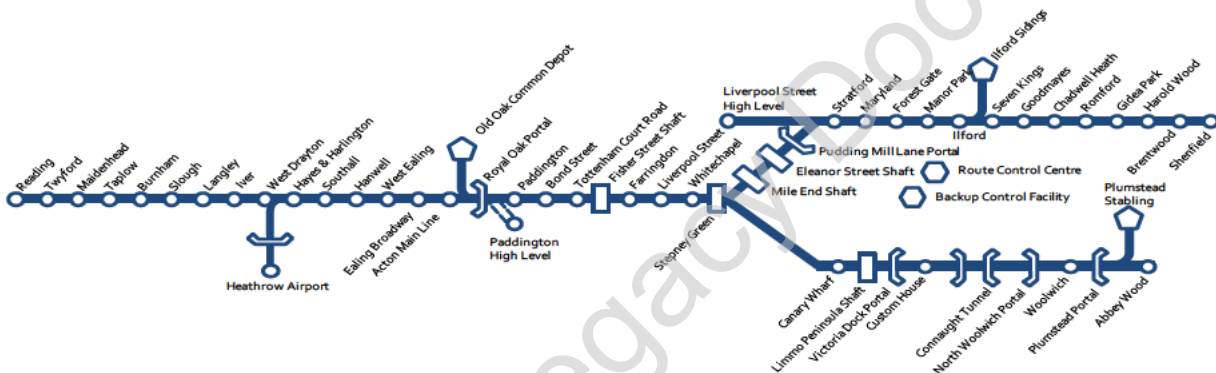 Reading
Twyford
Maidenhead
Taplow
Burnham
Slough
Langley
Iver
West Drayton
Hayes & Harlington
Southall
Hanwell
West Ealing
Ealing Broadway
Acton Main Line
Heathrow Airport
Old Oak Common Depot
Royal Oak Portal
Paddington
Paddington
High Level
Bond Street
Tottenham Court Road
Fisher Street Shaft
Farringdon
Liverpool Street
Whitechapel
Stepney Green
Liverpool Street
High Level
Stratford
Maryland
Forest Gate
Manor Park
Ilford
Ilford Sidings
Seven Kings
Goodmayes
Chadwell Heath
Romford
Gidea Park
Harold Wood
Brentwood
Shenfield
Pudding Mill Lane Portal
Eleanor Street Shaft
Mile End Shaft
Route Control Centre
Backup Control Facility
Plumstead
Stabling
Canary Wharf
Limmo Peninsula Shaft
Victoria Dock Portal
Custom House
Connaught Tunnel
North Woolwich Portal
Woolwich
Plumstead Portal
Abbey Wood
egacy Doc